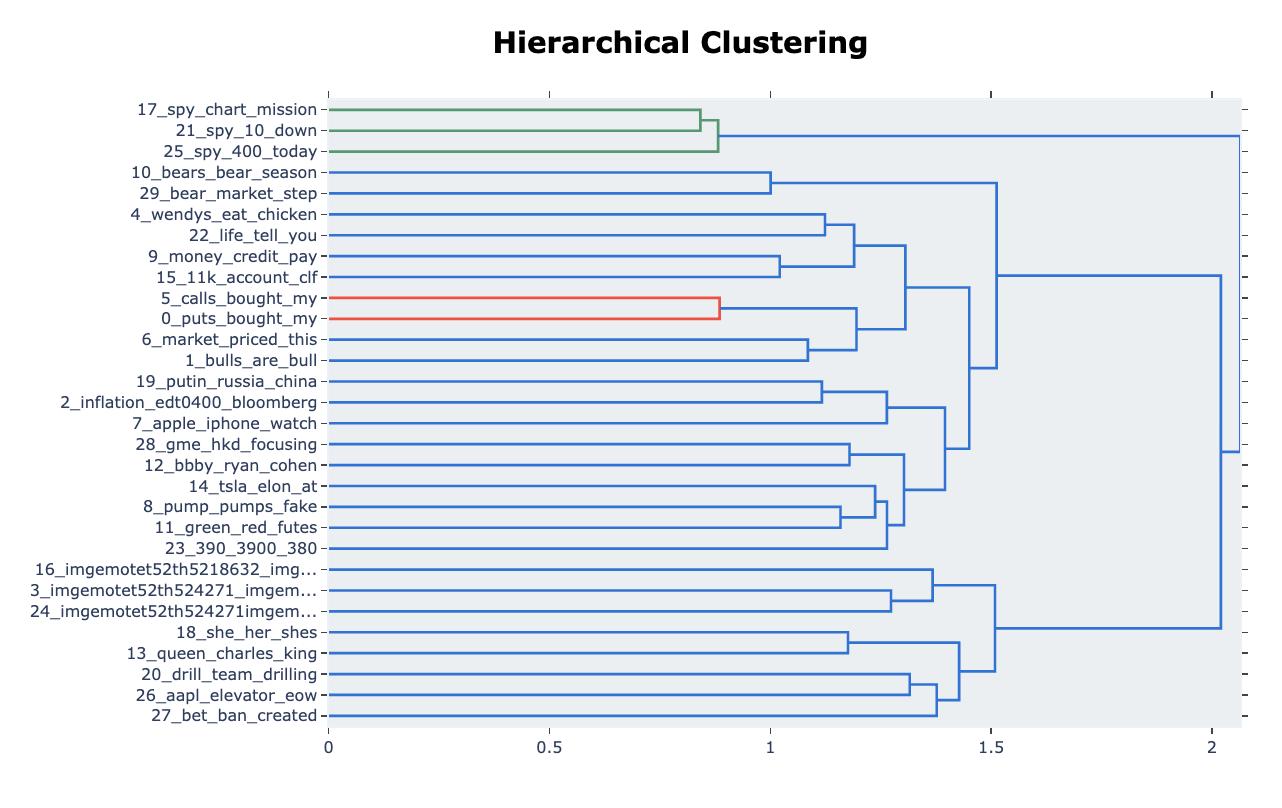 Hierarchical Clustering
17_spy_chart_mission
21_spy_10_down
25_spy_400_today
10_bears_bear_season
29_bear_market_step
4_wendys_eat_chicken
22_life_tell_you
9_money_credit_pay
15_11k_account_clf
5_calls_bought_my
0_puts_bought_my
6_market_priced_this
1_bulls_are_bull
19_putin_russia_china
2_inflation_edt0400_bloomberg
7_apple_iphone_watch
28_gme_hkd_focusing
12_bbby_ryan_cohen
14_tsla_elon_at
8_pump_pumps_fake
11_green_red_futes
23_390_3900_380
16_imgemotet52th5218632_img...
3_imgemotet52th524271_imgem...
24_imgemotet52th524271imgem...
18_she_her_shes
13_queen_charles_king
20_drill_team_drilling
26_aapl_elevator_eow
27_bet_ban_created
0 0.5 1 1.5 2